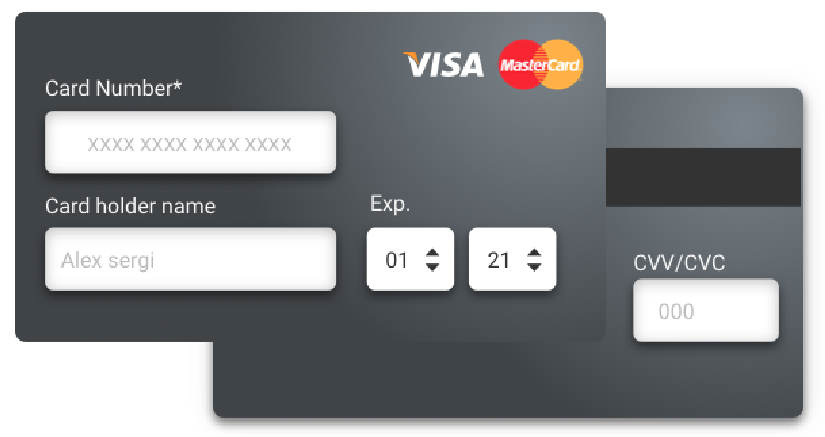 VISA MasterCard
Card Number*
XXXX XXXX XXXX XXXX
Card holder name
Exp.
Alex sergi
01
21
CVV/CVC
000